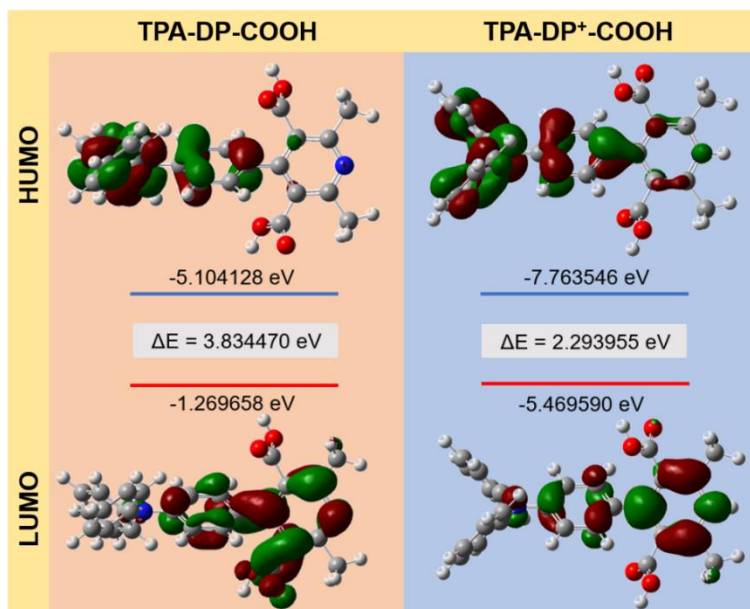 TPA-DP-COOH
TPA-DP⁺-COOH
HUMO
-5.104128 eV
-7.763546 eV
ΔE = 3.834470 eV
ΔE = 2.293955 eV
-1.269658 eV
-5.469590 eV
LUMO